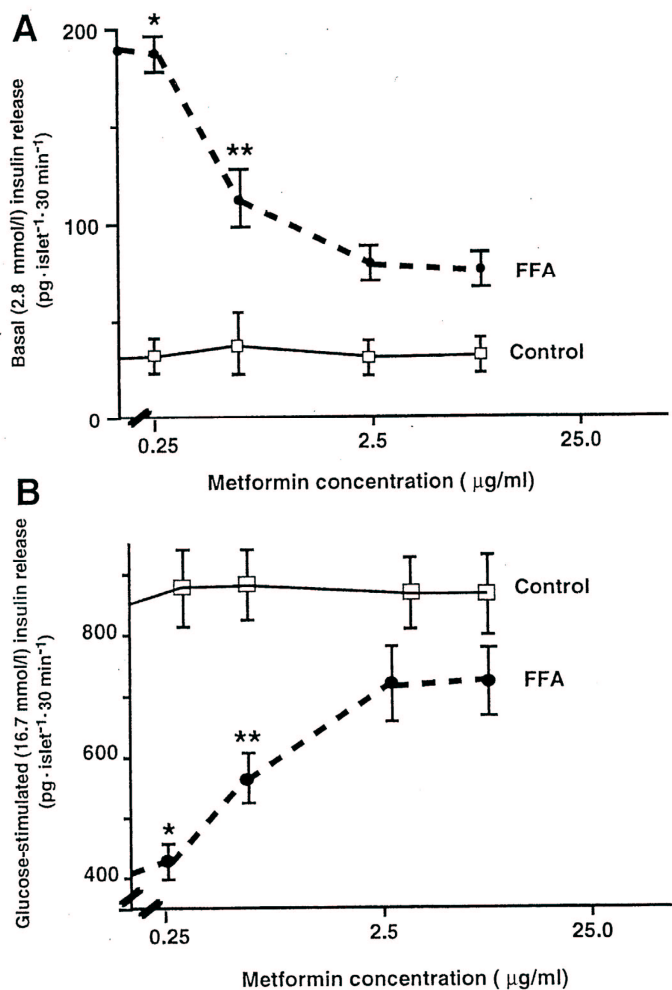 A
Basal (2.8 mmol/l) insulin release
(pg · islet⁻¹ · 30 min⁻¹)
200
100
0
*
**
FFA
Control
0.25
2.5
25.0
Metformin concentration ( µg/ml)
B
Glucose-stimulated (16.7 mmol/l) insulin release
(pg · islet⁻¹ · 30 min⁻¹)
800
600
400
Control
FFA
**
*
0.25
2.5
25.0
Metformin concentration ( µg/ml)